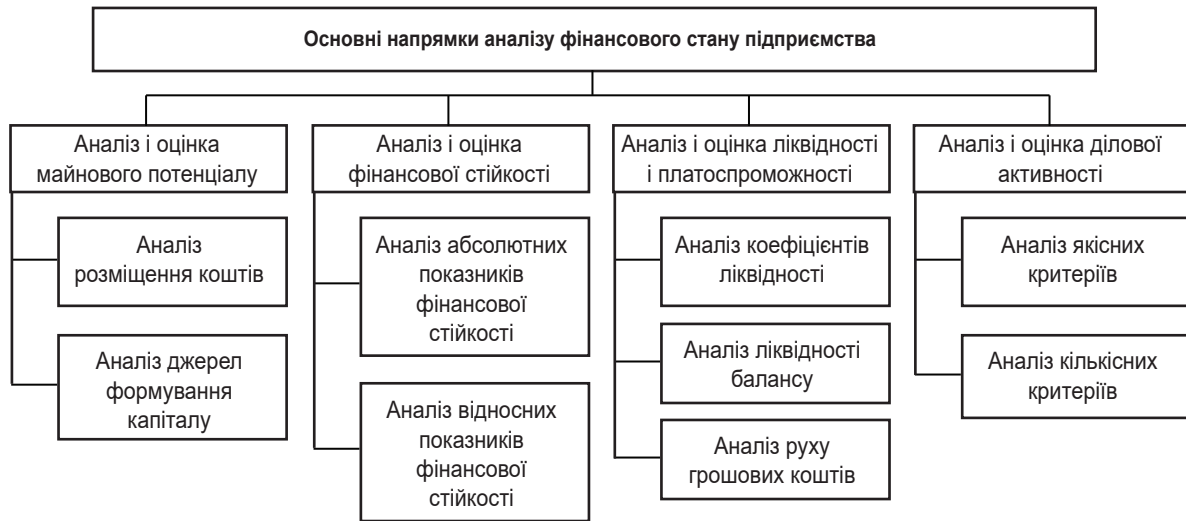 Основні напрямки аналізу фінансового стану підприємства
Аналіз і оцінка
майнового потенціалу
Аналіз
розміщення коштів
Аналіз джерел
формування
капіталу
Аналіз і оцінка
фінансової стійкості
Аналіз абсолютних
показників
фінансової
стійкості
Аналіз відносних
показників
фінансової
стійкості
Аналіз і оцінка ліквідності
і платоспроможності
Аналіз коефіцієнтів
ліквідності
Аналіз ліквідності
балансу
Аналіз руху
грошових коштів
Аналіз і оцінка ділової
активності
Аналіз якісних
критеріїв
Аналіз кількісних
критеріїв